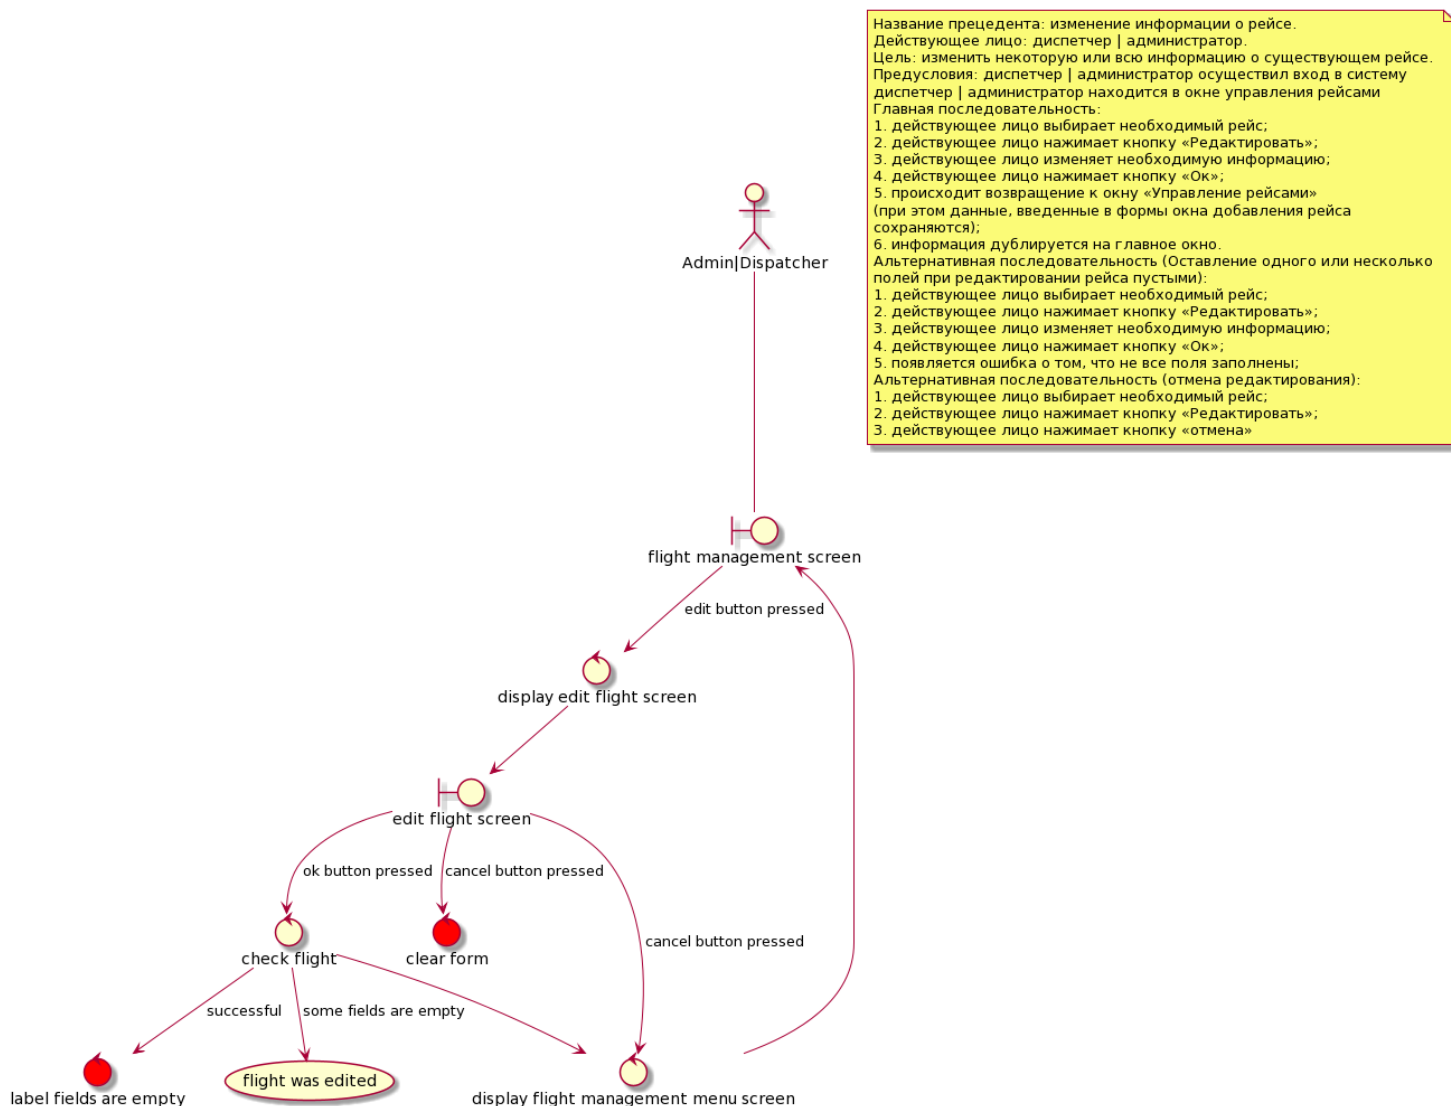 Название прецедента: изменение информации о рейсе.
Действующее лицо: диспетчер | администратор.
Цель: изменить некоторую или всю информацию о существующем рейсе.
Предусловия: диспетчер | администратор осуществил вход в систему
диспетчер | администратор находится в окне управления рейсами
Главная последовательность:
1. действующее лицо выбирает необходимый рейс;
2. действующее лицо нажимает кнопку «Редактировать»;
3. действующее лицо изменяет необходимую информацию;
4. действующее лицо нажимает кнопку «Ок»;
5. происходит возвращение к окну «Управление рейсами»
(при этом данные, введенные в формы окна добавления рейса
сохраняются);
6. информация дублируется на главное окно.
Альтернативная последовательность (Оставление одного или несколько
полей при редактировании рейса пустыми):
1. действующее лицо выбирает необходимый рейс;
2. действующее лицо нажимает кнопку «Редактировать»;
3. действующее лицо изменяет необходимую информацию;
4. действующее лицо нажимает кнопку «Ок»;
5. появляется ошибка о том, что не все поля заполнены;
Альтернативная последовательность (отмена редактирования):
1. действующее лицо выбирает необходимый рейс;
2. действующее лицо нажимает кнопку «Редактировать»;
3. действующее лицо нажимает кнопку «отмена»
Admin|Dispatcher
flight management screen
edit button pressed
display edit flight screen
edit flight screen
ok button pressed
cancel button pressed
cancel button pressed
check flight
clear form
successful
some fields are empty
label fields are empty
flight was edited
display flight management menu screen